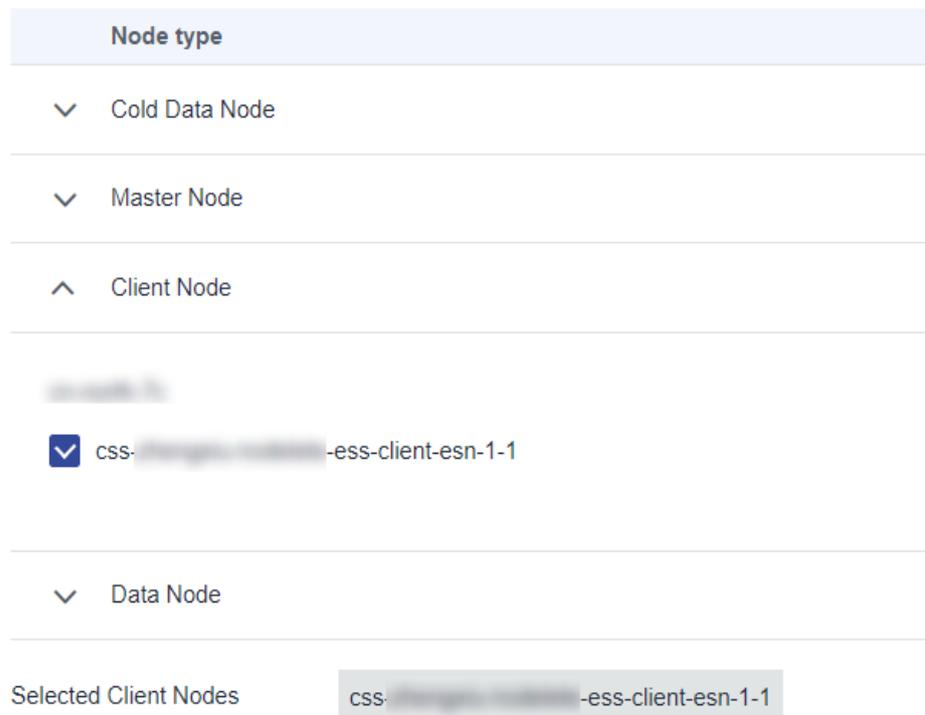 Node type
Cold Data Node
Master Node
Client Node
css- -ess-client-esn-1-1
Data Node
Selected Client Nodes css- -ess-client-esn-1-1